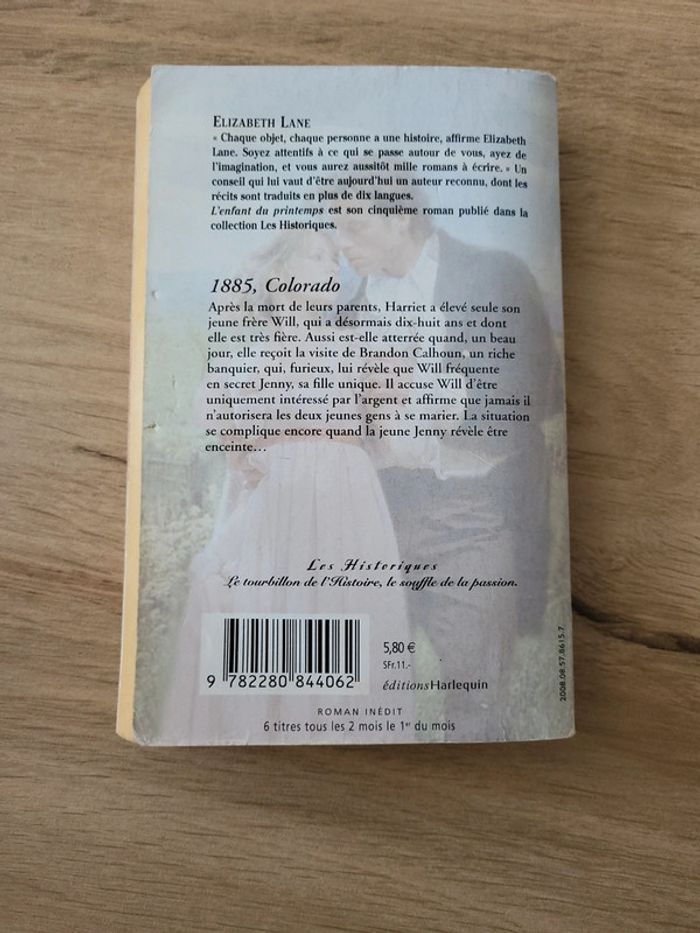 ELIZABETH LANE
« Chaque objet, chaque personne a une histoire, affirme Elizabeth
Lane. Soyez attentifs à ce qui se passe autour de vous, ayez de
l'imagination, et vous aurez aussitôt mille romans à écrire. » Un
conseil qui lui vaut d'être aujourd'hui un auteur reconnu, dont les
récits sont traduits en plus de dix langues.
L'enfant du printemps est son cinquième roman publié dans la
collection Les Historiques.
1885, Colorado
Après la mort de leurs parents, Harriet a élevé seule son
jeune frère Will, qui a désormais dix-huit ans et dont
elle est très fière. Aussi est-elle atterrée quand, un beau
jour, elle reçoit la visite de Brandon Calhoun, un riche
banquier, qui, furieux, lui révèle que Will fréquente
en secret Jenny, sa fille unique. Il accuse Will d'être
uniquement intéressé par l'argent et affirme que jamais il
n'autorisera les deux jeunes gens à se marier. La situation
se complique encore quand la jeune Jenny révèle être
enceinte…
Les Historiques
Le tourbillon de l'Histoire, le souffle de la passion.
5,80 €
SFr.11.-
9 782280 844062
éditionsHarlequin
ROMAN INÉDIT
6 titres tous les 2 mois le 1er du mois
2008.08.57.8615.7